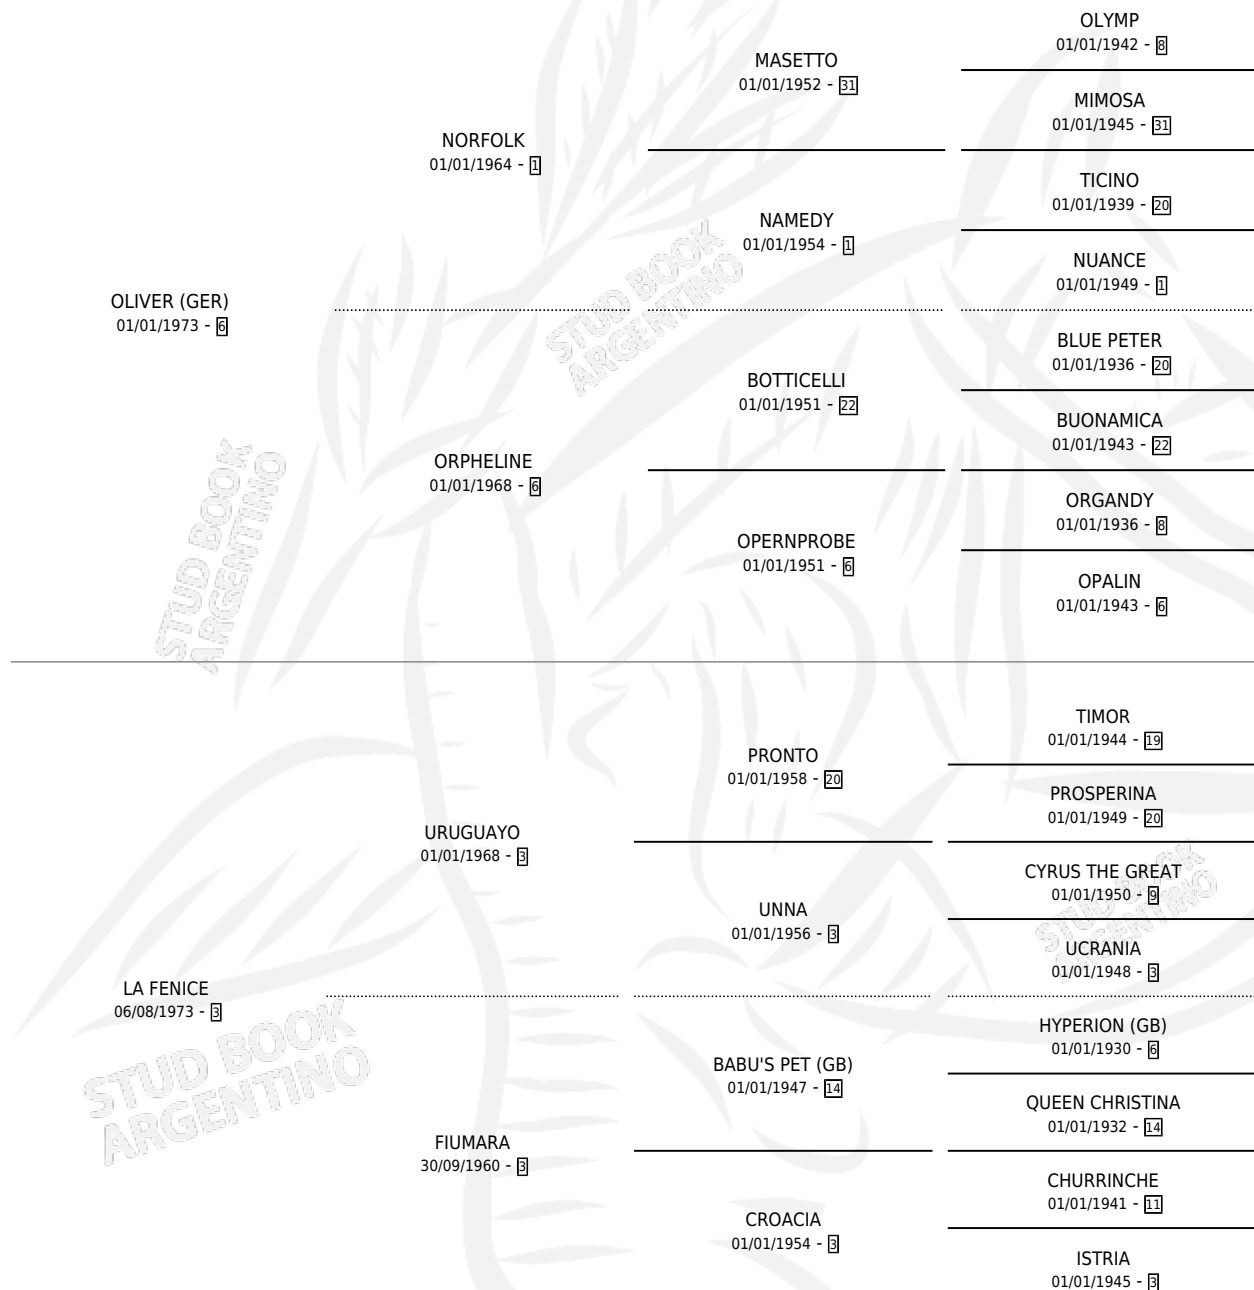 OLYMP
01/01/1942 - 8
MASETTO
01/01/1952 - 31
MIMOSA
01/01/1945 - 31
NORFOLK
01/01/1964 - 1
TICINO
01/01/1939 - 20
NAMEDY
01/01/1954 - 1
NUANCE
01/01/1949 - 1
OLIVER (GER)
01/01/1973 - 6
STUD BOOK
ARGENTINO
BLUE PETER
01/01/1936 - 20
BOTTICELLI
01/01/1951 - 22
BUONAMICA
01/01/1943 - 22
ORPHELINE
01/01/1968 - 6
ORGANDY
01/01/1936 - 8
OPERNPROBE
01/01/1951 - 6
OPALIN
01/01/1943 - 6
STUD BOOK
ARGENTINO
TIMOR
01/01/1944 - 19
PRONTO
01/01/1958 - 20
PROSPERINA
01/01/1949 - 20
URUGUAYO
01/01/1968 - 3
CYRUS THE GREAT
01/01/1950 - 9
UNNA
01/01/1956 - 3
UCRANIA
01/01/1948 - 3
STUD BOOK
ARGENTINO
LA FENICE
06/08/1973 - 3
HYPERION (GB)
01/01/1930 - 6
BABU'S PET (GB)
01/01/1947 - 14
QUEEN CHRISTINA
01/01/1932 - 14
STUD BOOK
ARGENTINO
FIUMARA
30/09/1960 - 3
CHURRINCHE
01/01/1941 - 11
CROACIA
01/01/1954 - 3
ISTRIA
01/01/1945 - 3